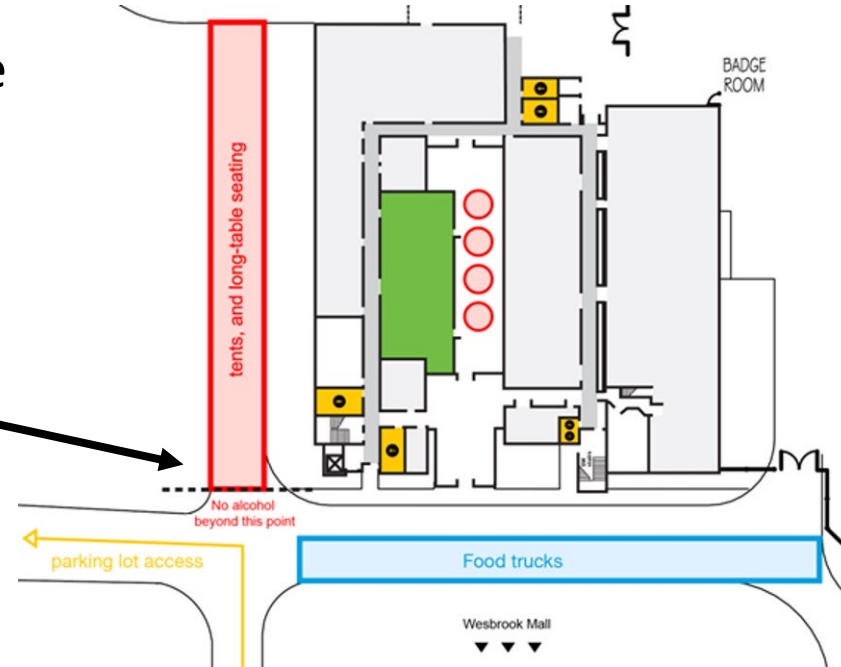 e
BADGE
ROOM
tents, and long-table seating
No alcohol
beyond this point
parking lot access
Food trucks
Wesbrook Mall